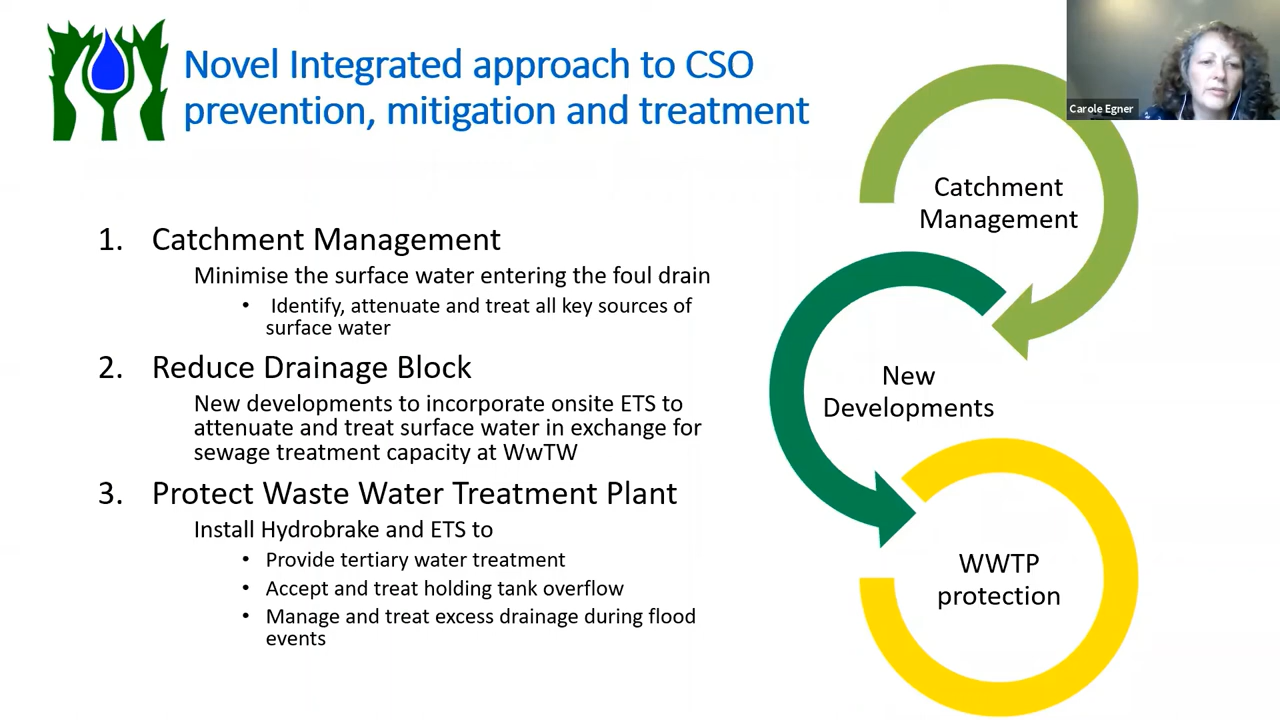 Novel Integrated approach to CSO
prevention, mitigation and treatment
Carole Egner
1. Catchment Management
Minimise the surface water entering the foul drain
• Identify, attenuate and treat all key sources of
surface water
2. Reduce Drainage Block
New developments to incorporate onsite ETS to
attenuate and treat surface water in exchange for
sewage treatment capacity at WwTW
3. Protect Waste Water Treatment Plant
Install Hydrobrake and ETS to
• Provide tertiary water treatment
• Accept and treat holding tank overflow
• Manage and treat excess drainage during flood
events
Catchment
Management
New
Developments
WWTP
protection